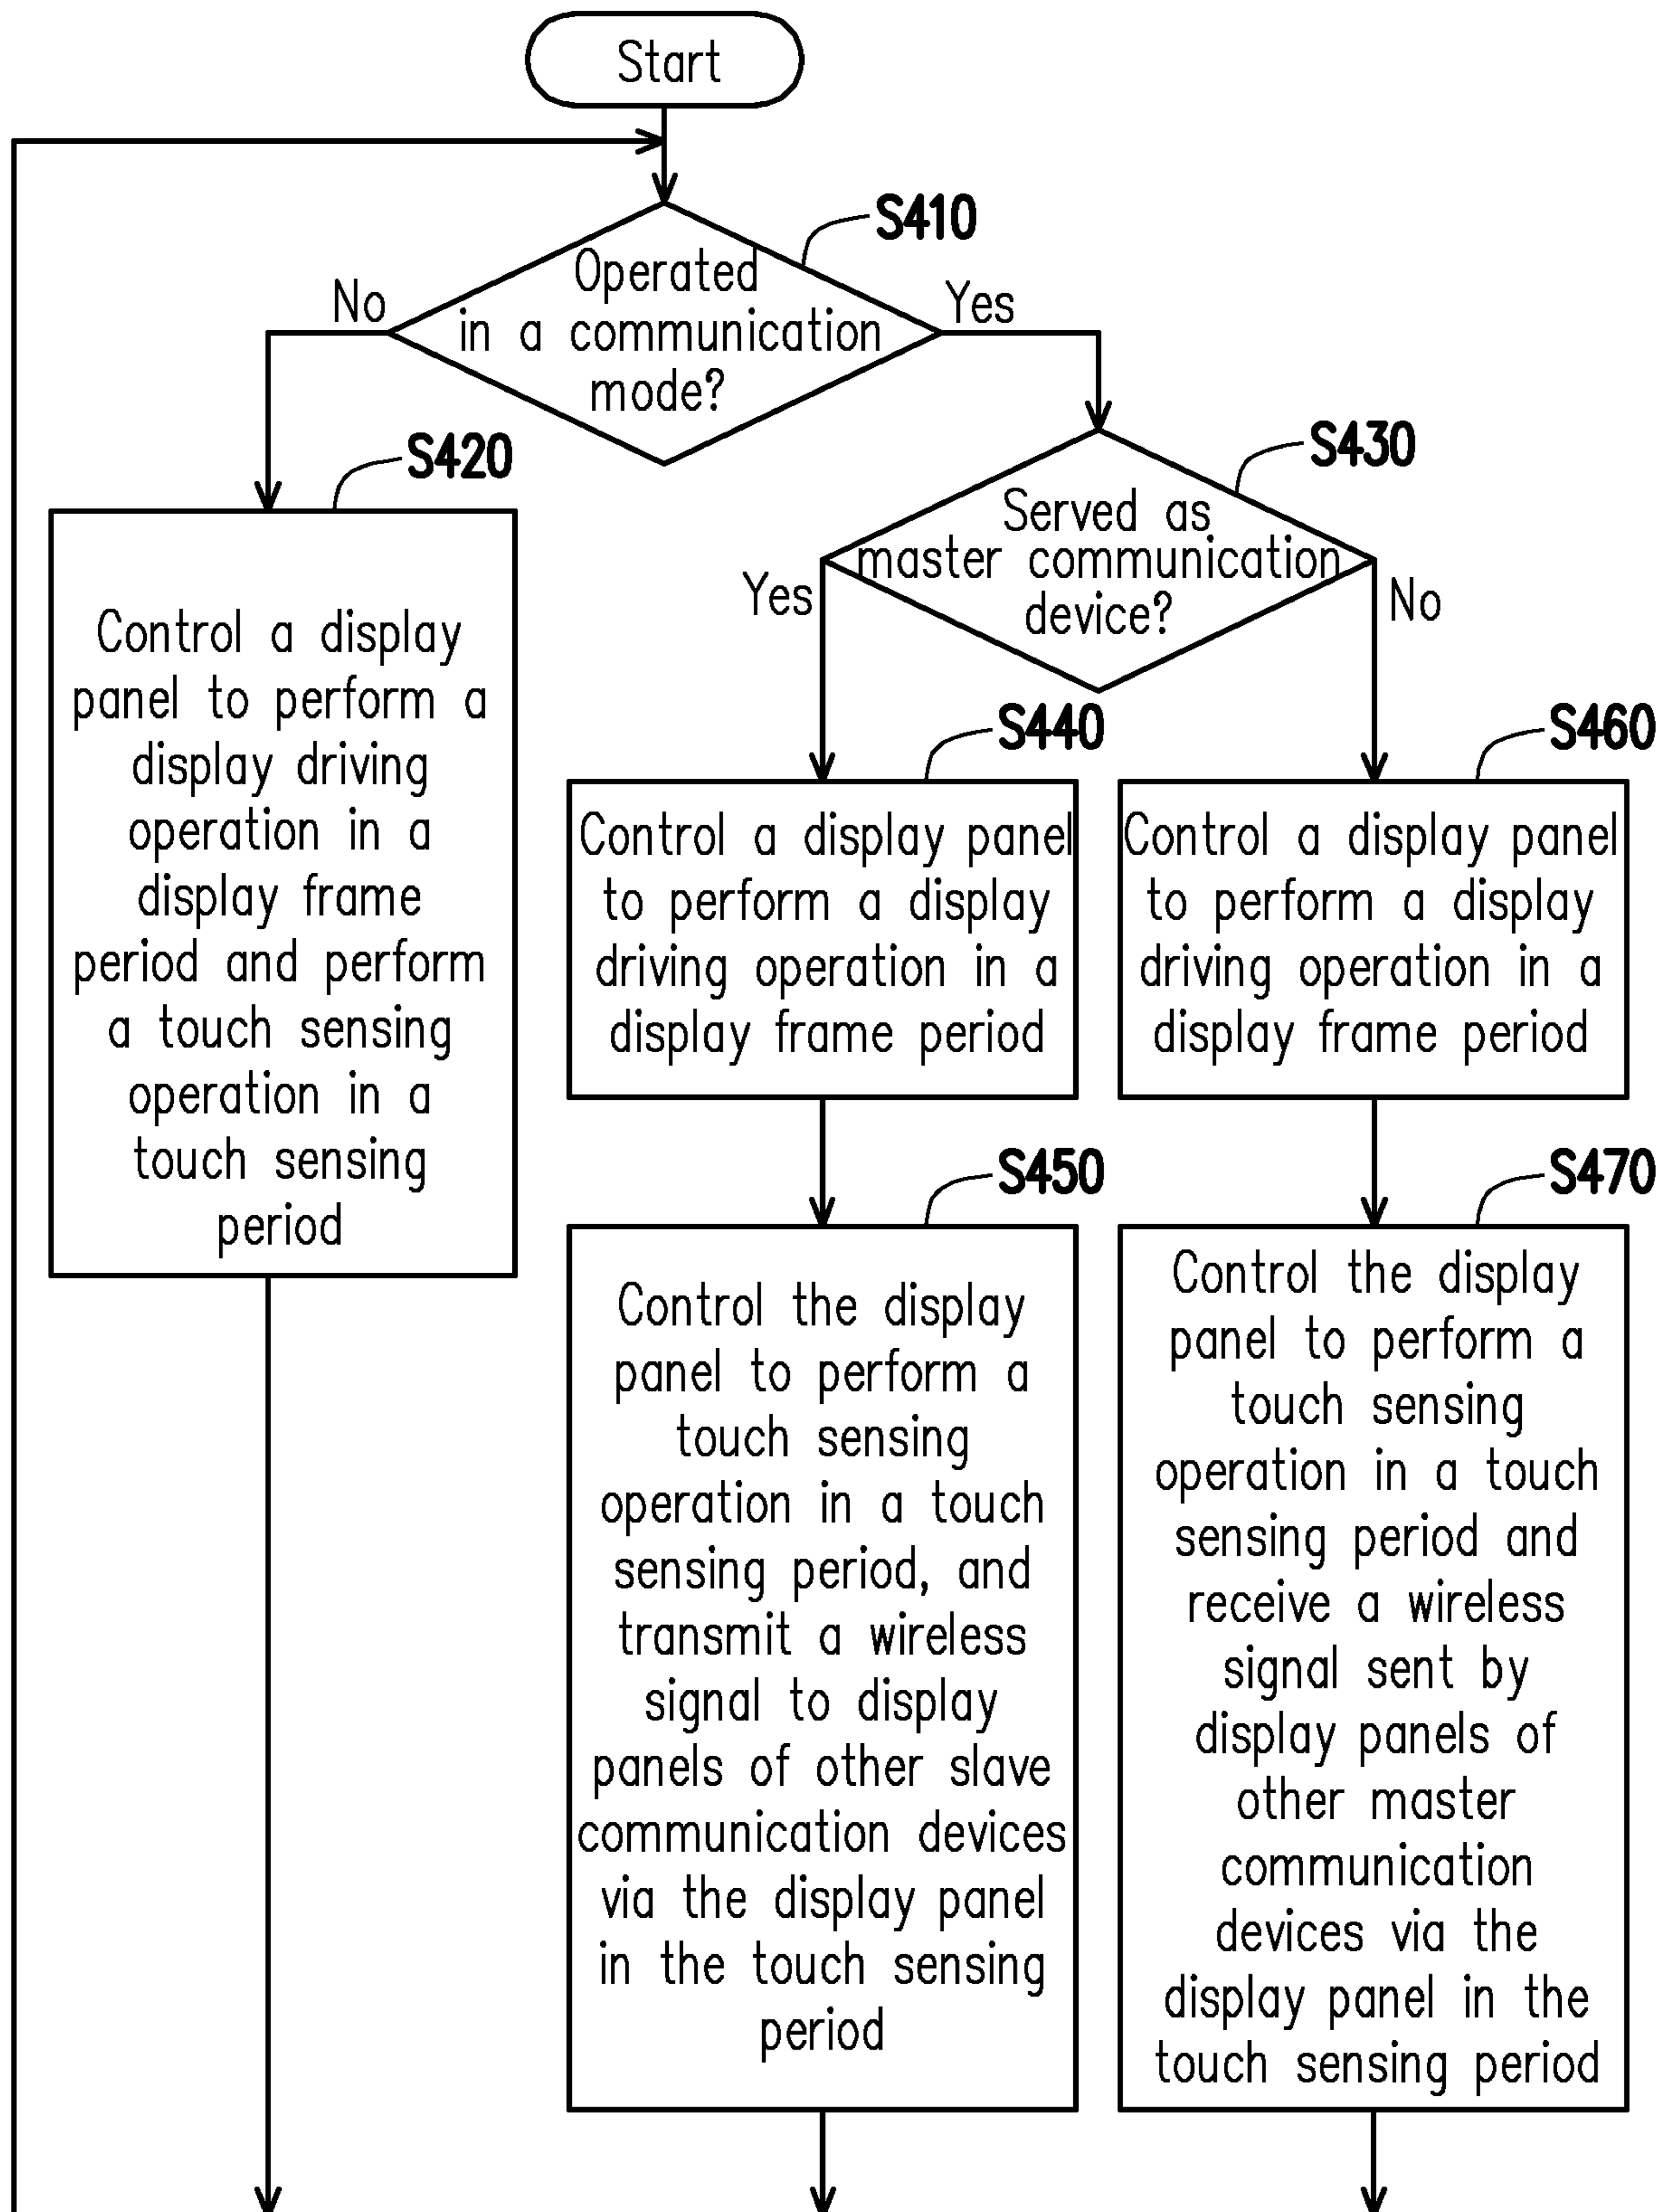 Start
S410
Operated
in a communication
mode?
No
Yes
S420
Control a display
panel to perform a
display driving
operation in a
display frame
period and perform
a touch sensing
operation in a
touch sensing
period
S430
Served as
master communication
device?
Yes
No
S440
Control a display panel
to perform a display
driving operation in a
display frame period
S460
Control a display panel
to perform a display
driving operation in a
display frame period
S450
Control the display
panel to perform a
touch sensing
operation in a touch
sensing period, and
transmit a wireless
signal to display
panels of other slave
communication devices
via the display panel
in the touch sensing
period
S470
Control the display
panel to perform a
touch sensing
operation in a touch
sensing period and
receive a wireless
signal sent by
display panels of
other master
communication
devices via the
display panel in the
touch sensing period